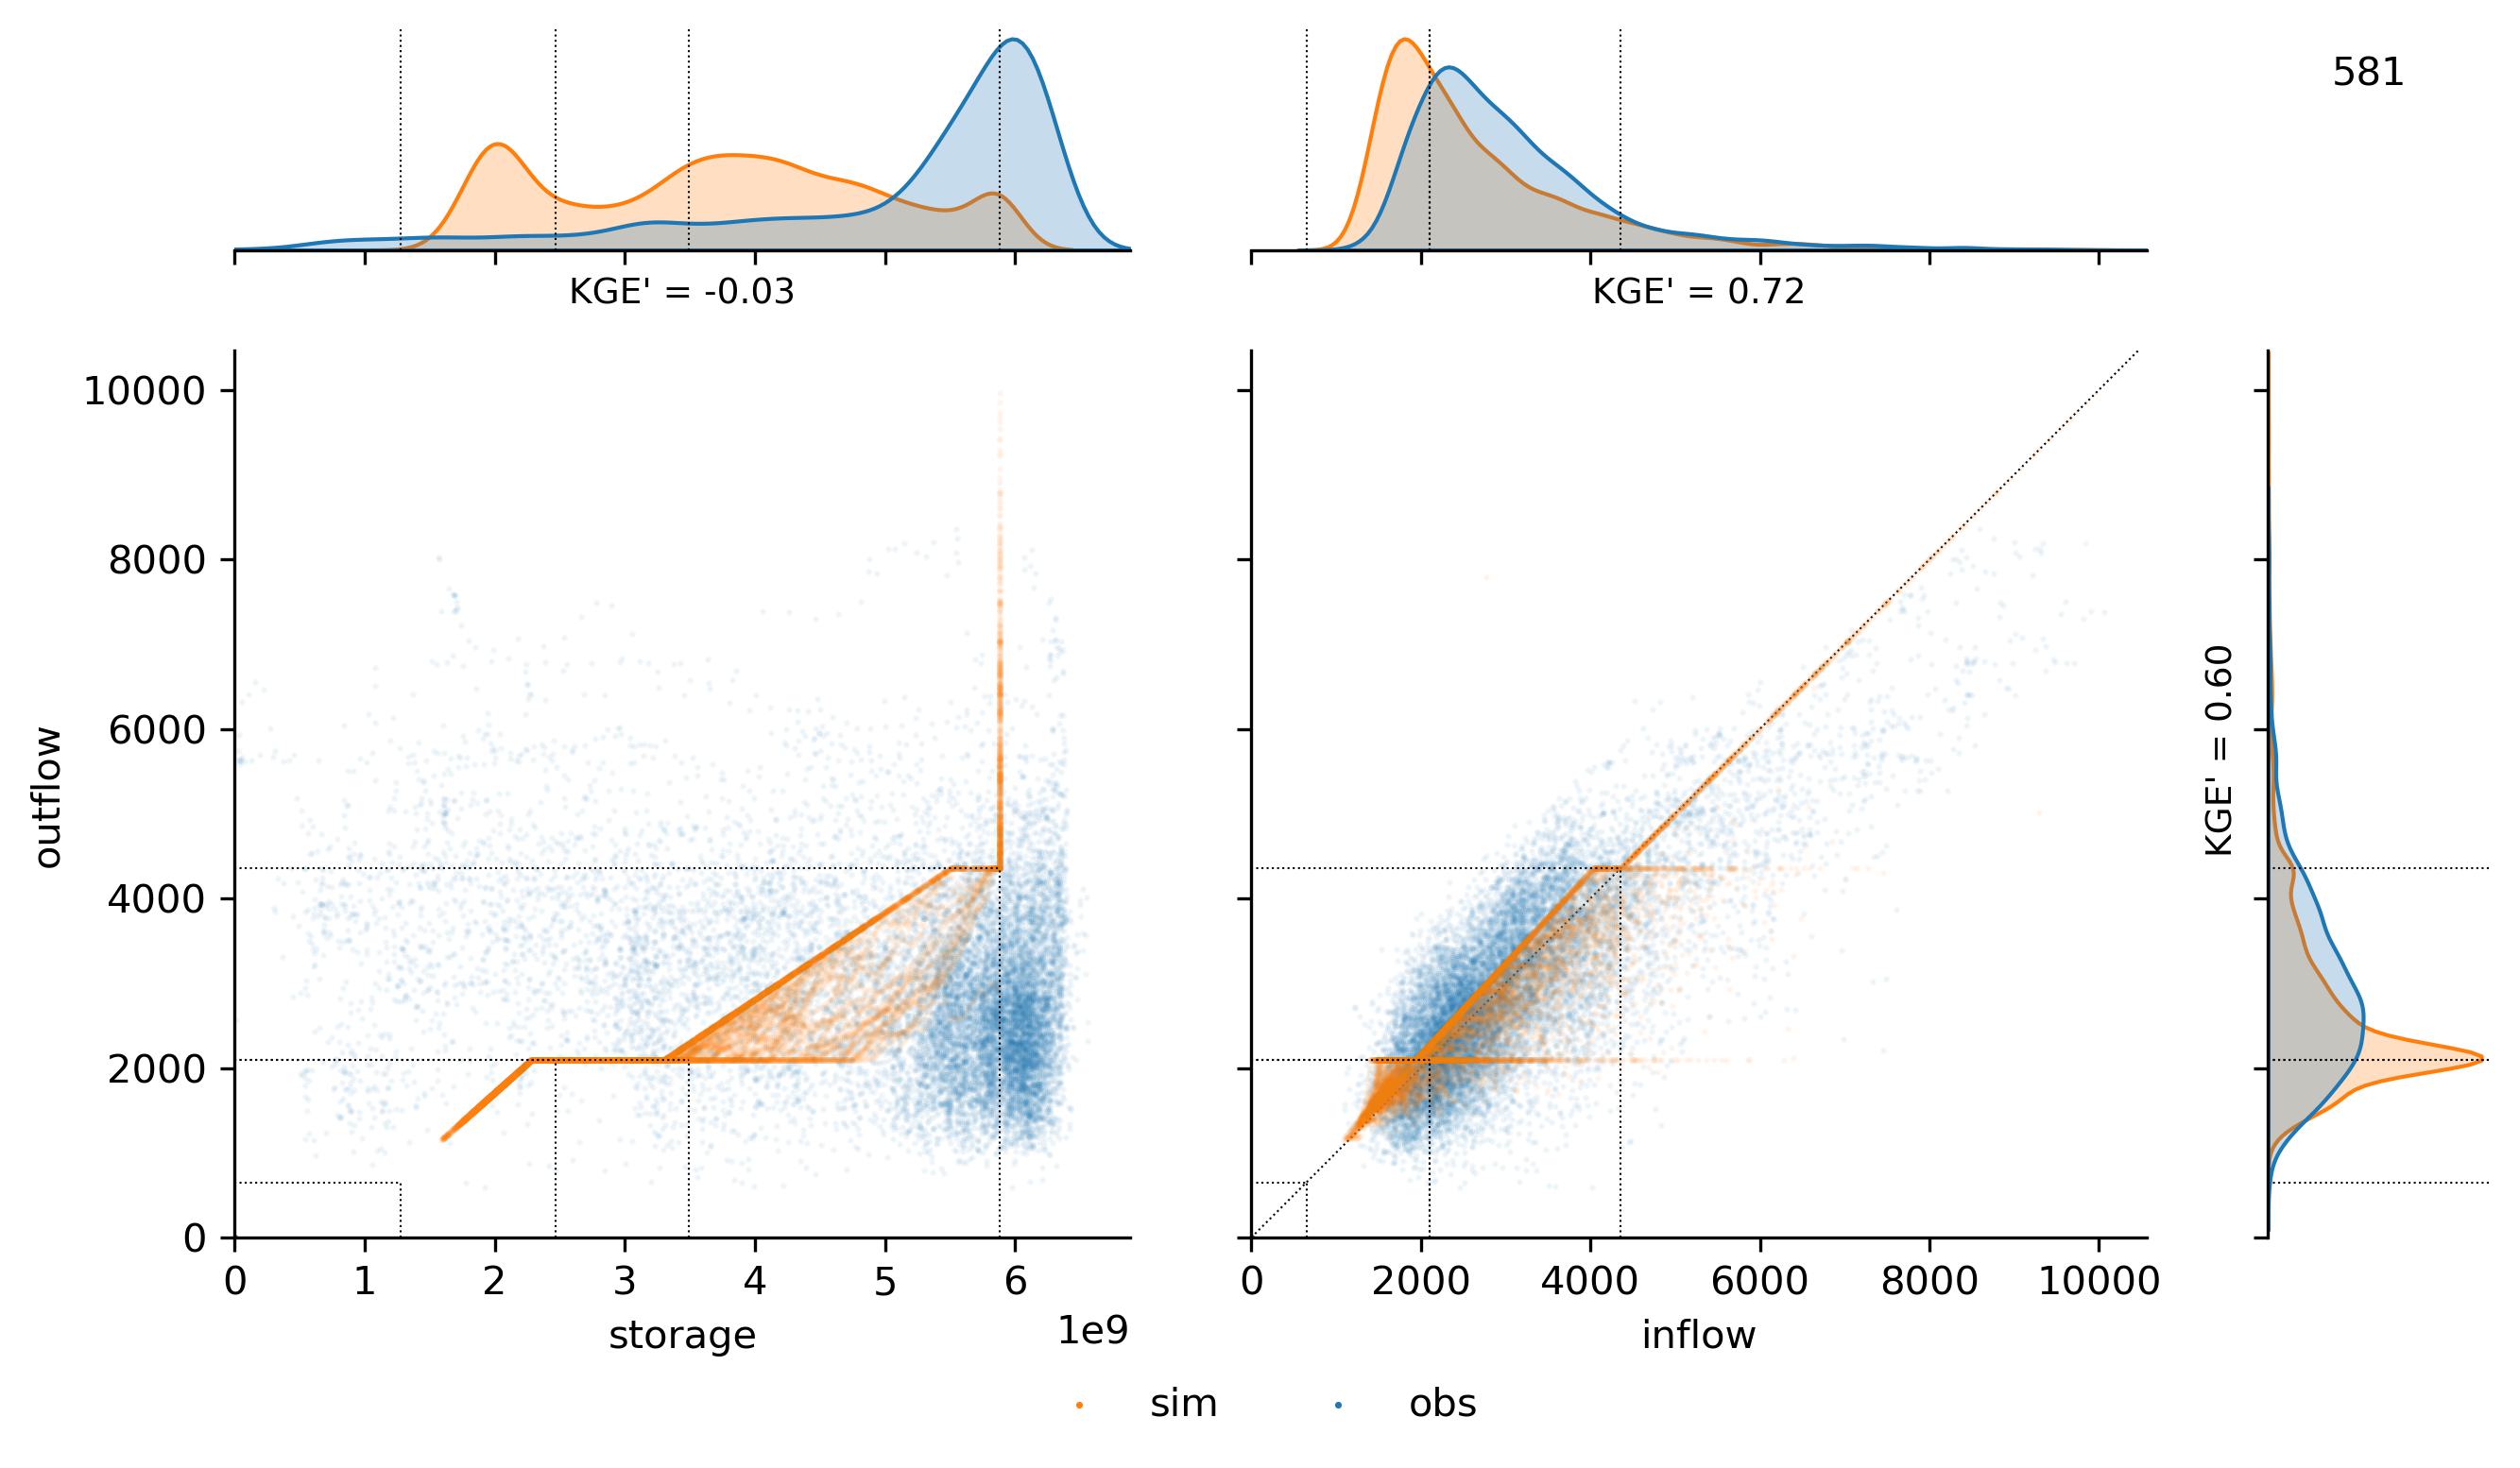 581
KGE' = -0.03
KGE' = 0.72
10000
8000
6000
4000
2000
0
outflow
KGE' = 0.60
0 1 2 3 4 5 6
0 2000 4000 6000 8000 10000
storage
1e9
inflow
sim obs